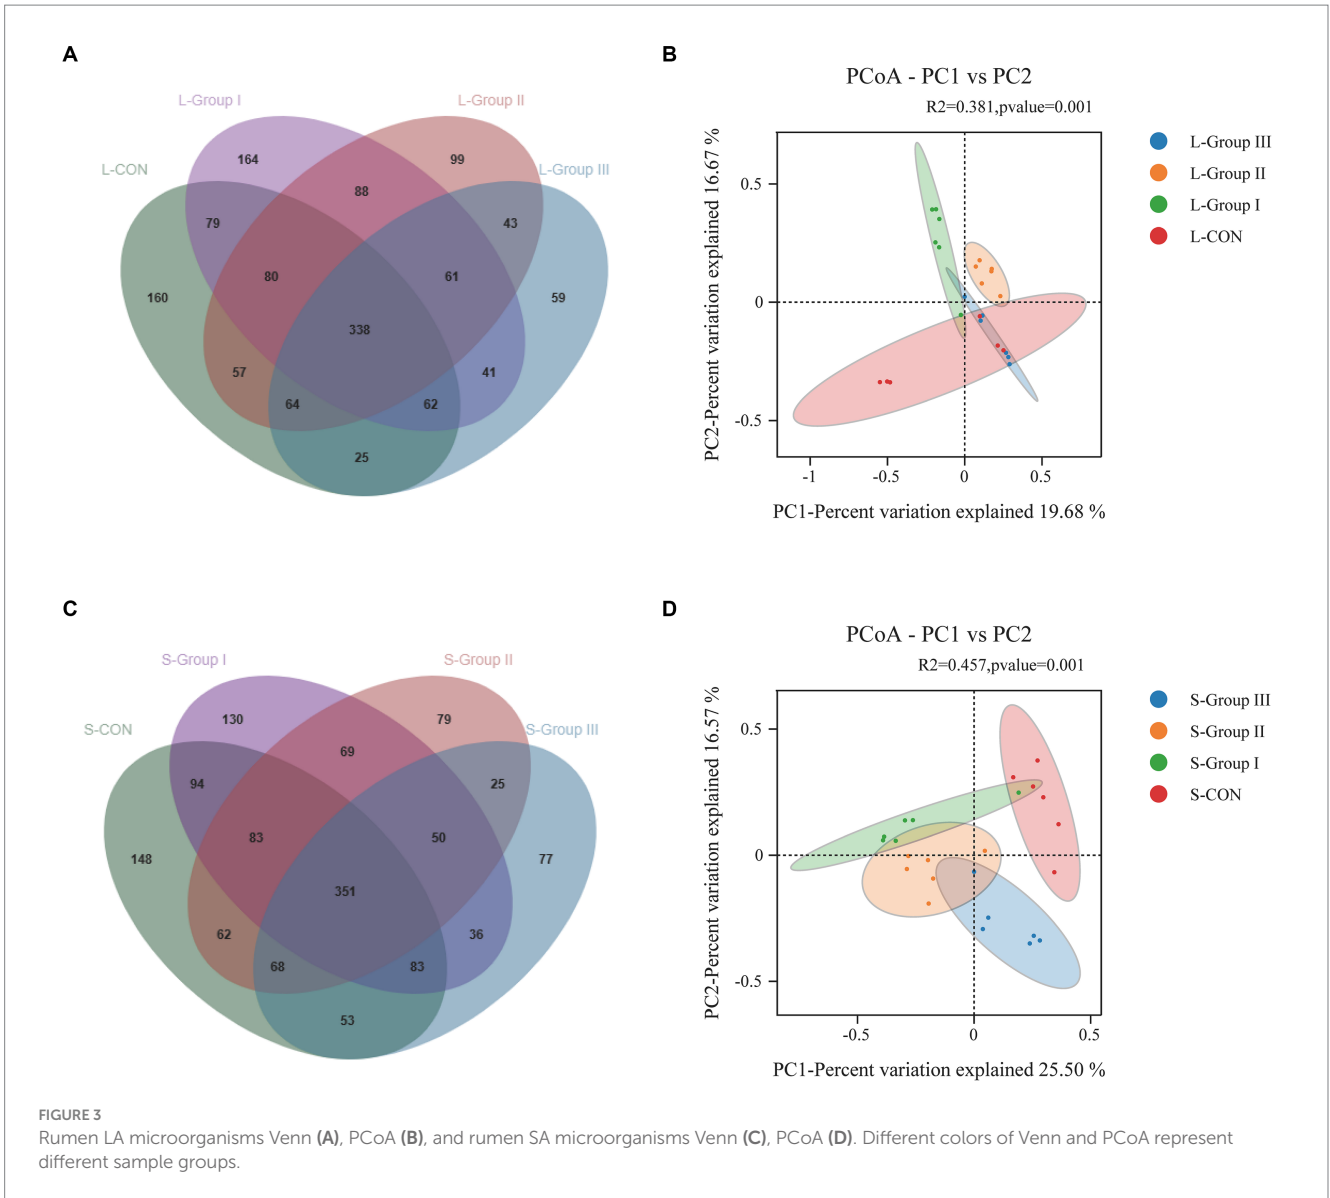 A
L-Group I
L-Group II
L-CON
L-Group III
164
99
88
79
43
80
61
160
59
338
57
41
64
62
25
B
PCoA - PC1 vs PC2
R2=0.381,pvalue=0.001
PC2-Percent variation explained 16.67 %
0.5
0
-0.5
-1
-0.5
0
0.5
PC1-Percent variation explained 19.68 %
L-Group III
L-Group II
L-Group I
L-CON
C
S-Group I
S-Group II
S-CON
S-Group III
130
79
69
94
25
83
50
148
77
351
62
36
68
83
53
D
PCoA - PC1 vs PC2
R2=0.457,pvalue=0.001
PC2-Percent variation explained 16.57 %
0.5
0
-0.5
-0.5
0
0.5
PC1-Percent variation explained 25.50 %
S-Group III
S-Group II
S-Group I
S-CON
FIGURE 3
Rumen LA microorganisms Venn (A), PCoA (B), and rumen SA microorganisms Venn (C), PCoA (D). Different colors of Venn and PCoA represent
different sample groups.